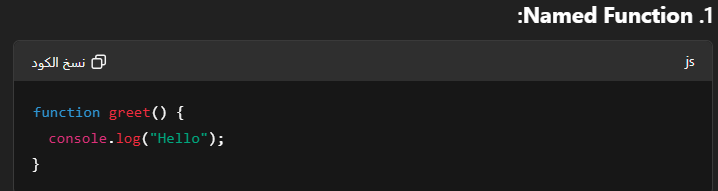 1. Named Function:
js
نسخ الكود
function greet() {
  console.log("Hello");
}